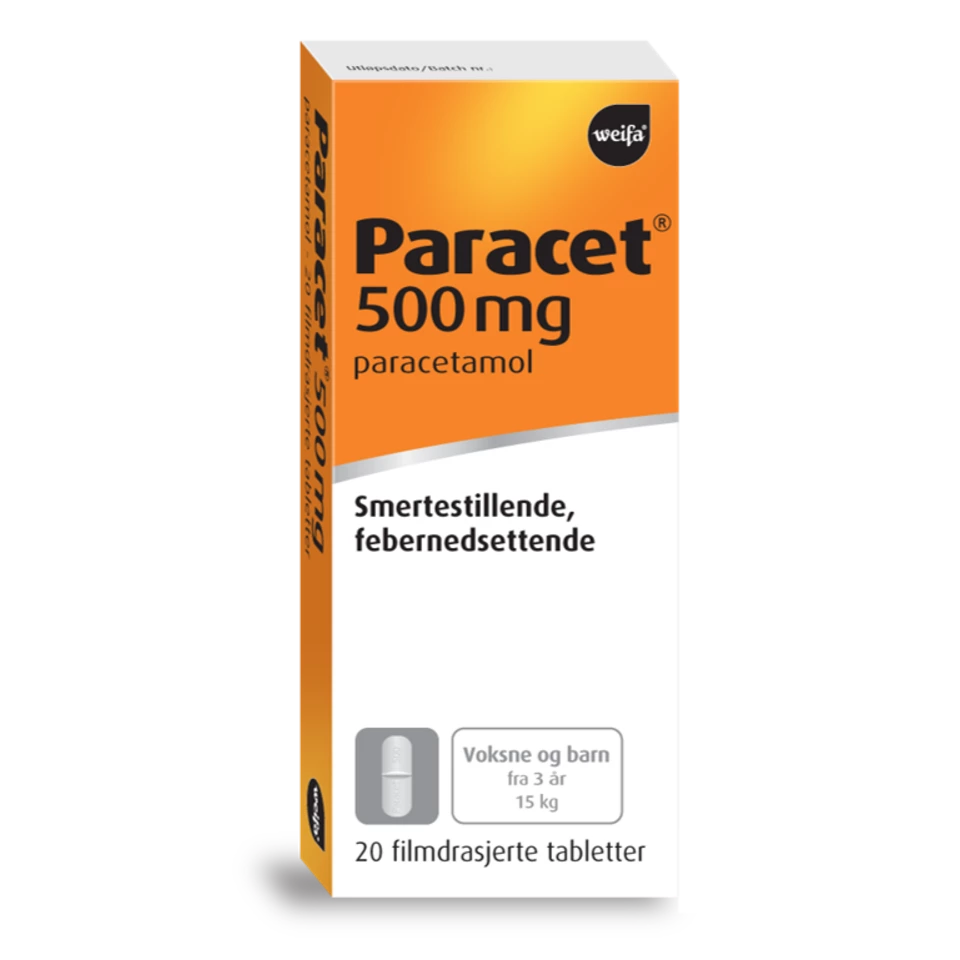 Utløpsdato/Batch nr.:
weifa®
Paracet®
500 mg
paracetamol
Smertestillende,
febernedsettende
Voksne og barn
fra 3 år
15 kg
20 filmdrasjerte tabletter
Paracet® 500 mg
paracetamol - 20 filmdrasjerte tabletter
weifa®